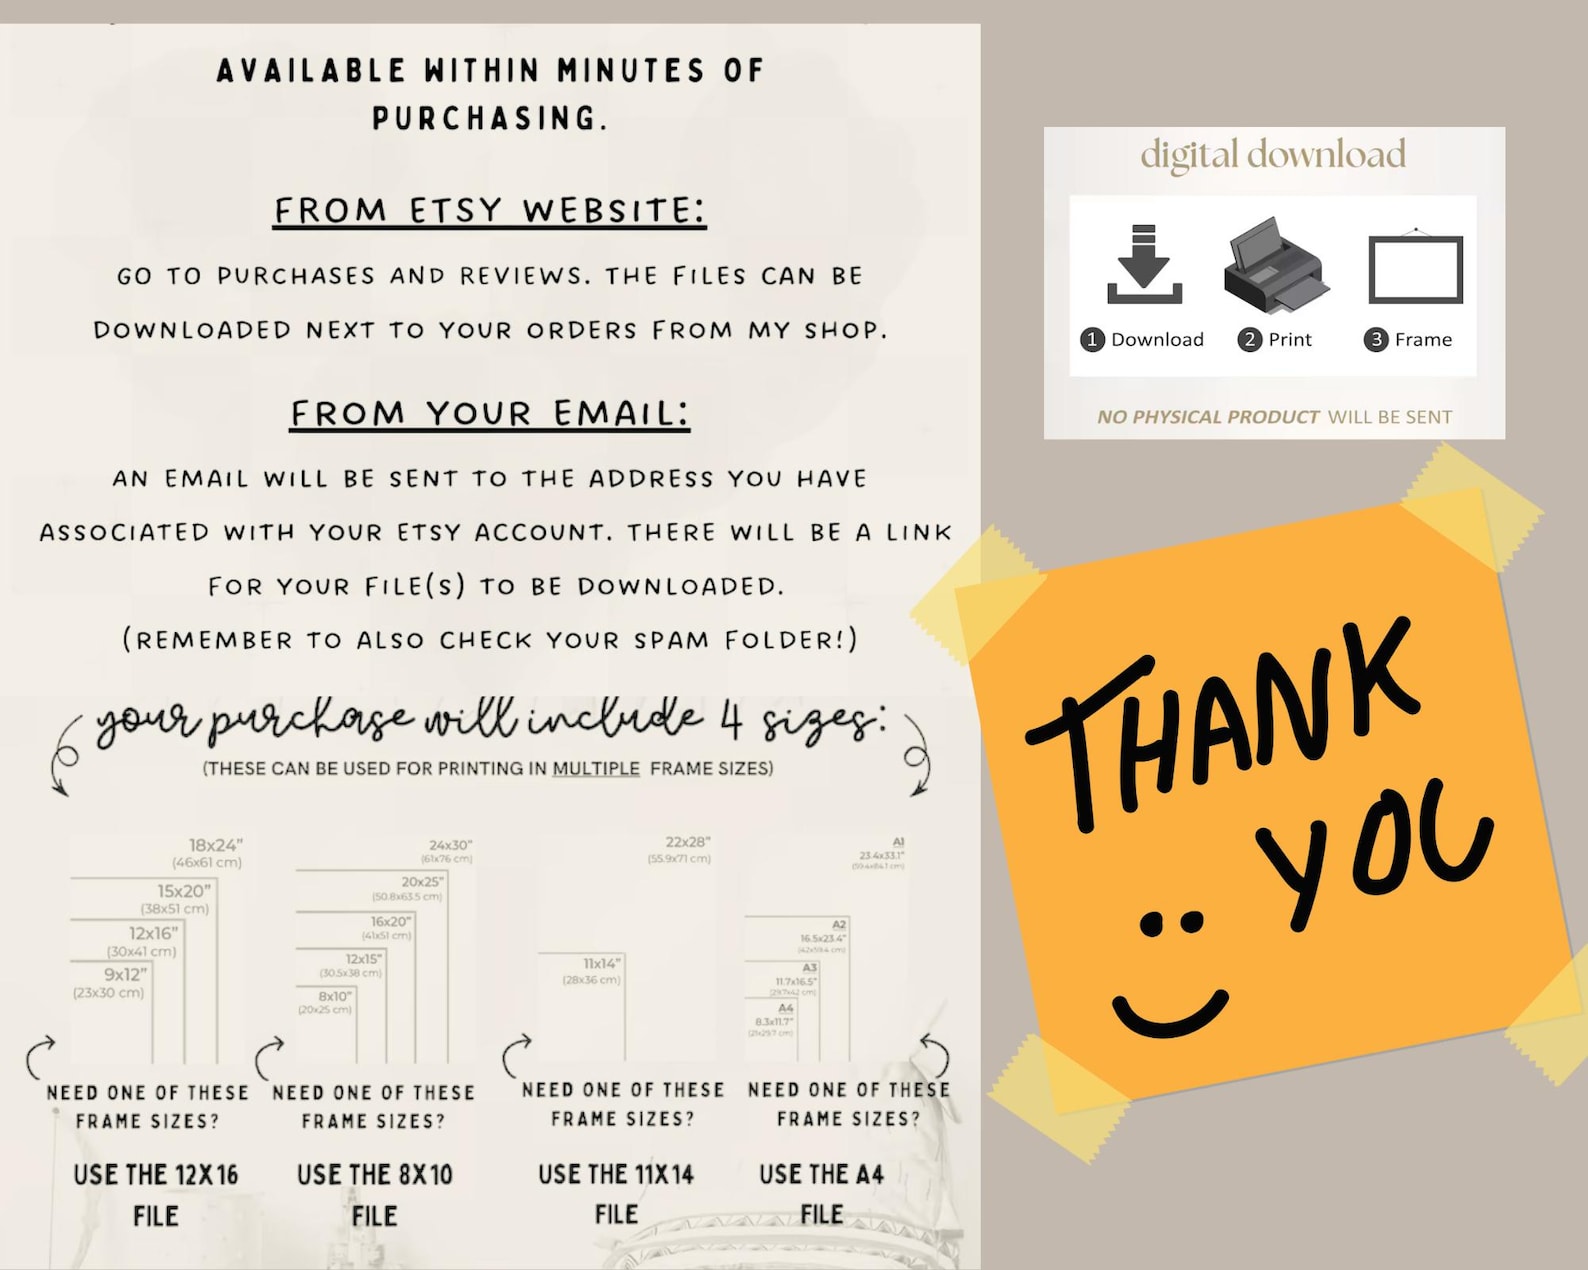 AVAILABLE WITHIN MINUTES OF
PURCHASING.
FROM ETSY WEBSITE:
GO TO PURCHASES AND REVIEWS. THE FILES CAN BE
DOWNLOADED NEXT TO YOUR ORDERS FROM MY SHOP.
FROM YOUR EMAIL:
AN EMAIL WILL BE SENT TO THE ADDRESS YOU HAVE
ASSOCIATED WITH YOUR ETSY ACCOUNT. THERE WILL BE A LINK
FOR YOUR FILE(S) TO BE DOWNLOADED.
(REMEMBER TO ALSO CHECK YOUR SPAM FOLDER!)
your purchase will include 4 sizes:
(THESE CAN BE USED FOR PRINTING IN MULTIPLE FRAME SIZES)
18x24"
(46x61 cm)
15x20"
(38x51 cm)
12x16"
(30x41 cm)
9x12"
(23x30 cm)
NEED ONE OF THESE
FRAME SIZES?
USE THE 12X16
FILE
24x30"
(61x76 cm)
20x25"
(50.8x63.5 cm)
16x20"
(41x51 cm)
12x15"
(30.5x38 cm)
8x10"
(20x25 cm)
NEED ONE OF THESE
FRAME SIZES?
USE THE 8X10
FILE
22x28"
(55.9x71 cm)
11x14"
(28x36 cm)
NEED ONE OF THESE
FRAME SIZES?
USE THE 11X14
FILE
A1
23.4x33.1"
(59.4x84.1 cm)
A2
16.5x23.4"
(42x59.4 cm)
A3
11.7x16.5"
(29.7x42 cm)
A4
8.3x11.7"
(21x29.7 cm)
NEED ONE OF THESE
FRAME SIZES?
USE THE A4
FILE
digital download
1 Download
2 Print
3 Frame
NO PHYSICAL PRODUCT WILL BE SENT
THANK
YOU